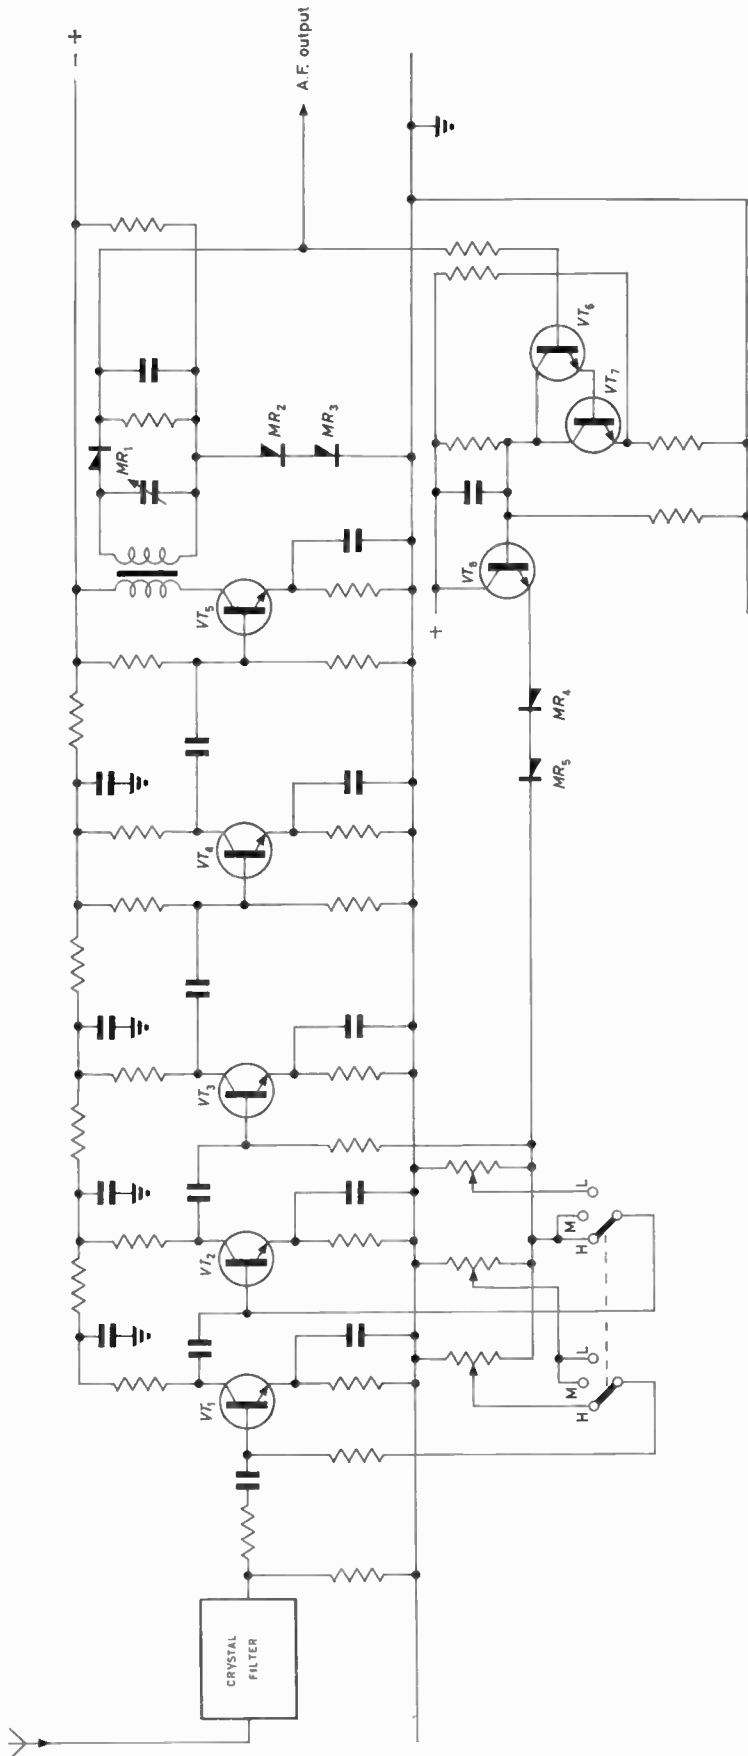 - +
A.F. output
MR₁
MR₂
MR₃
VT₅
VT₄
VT₃
VT₂
VT₁
VT₆
VT₇
VT₈
+
MR₄
MR₅
L
M
H
L
M
H
CRYSTAL
FILTER